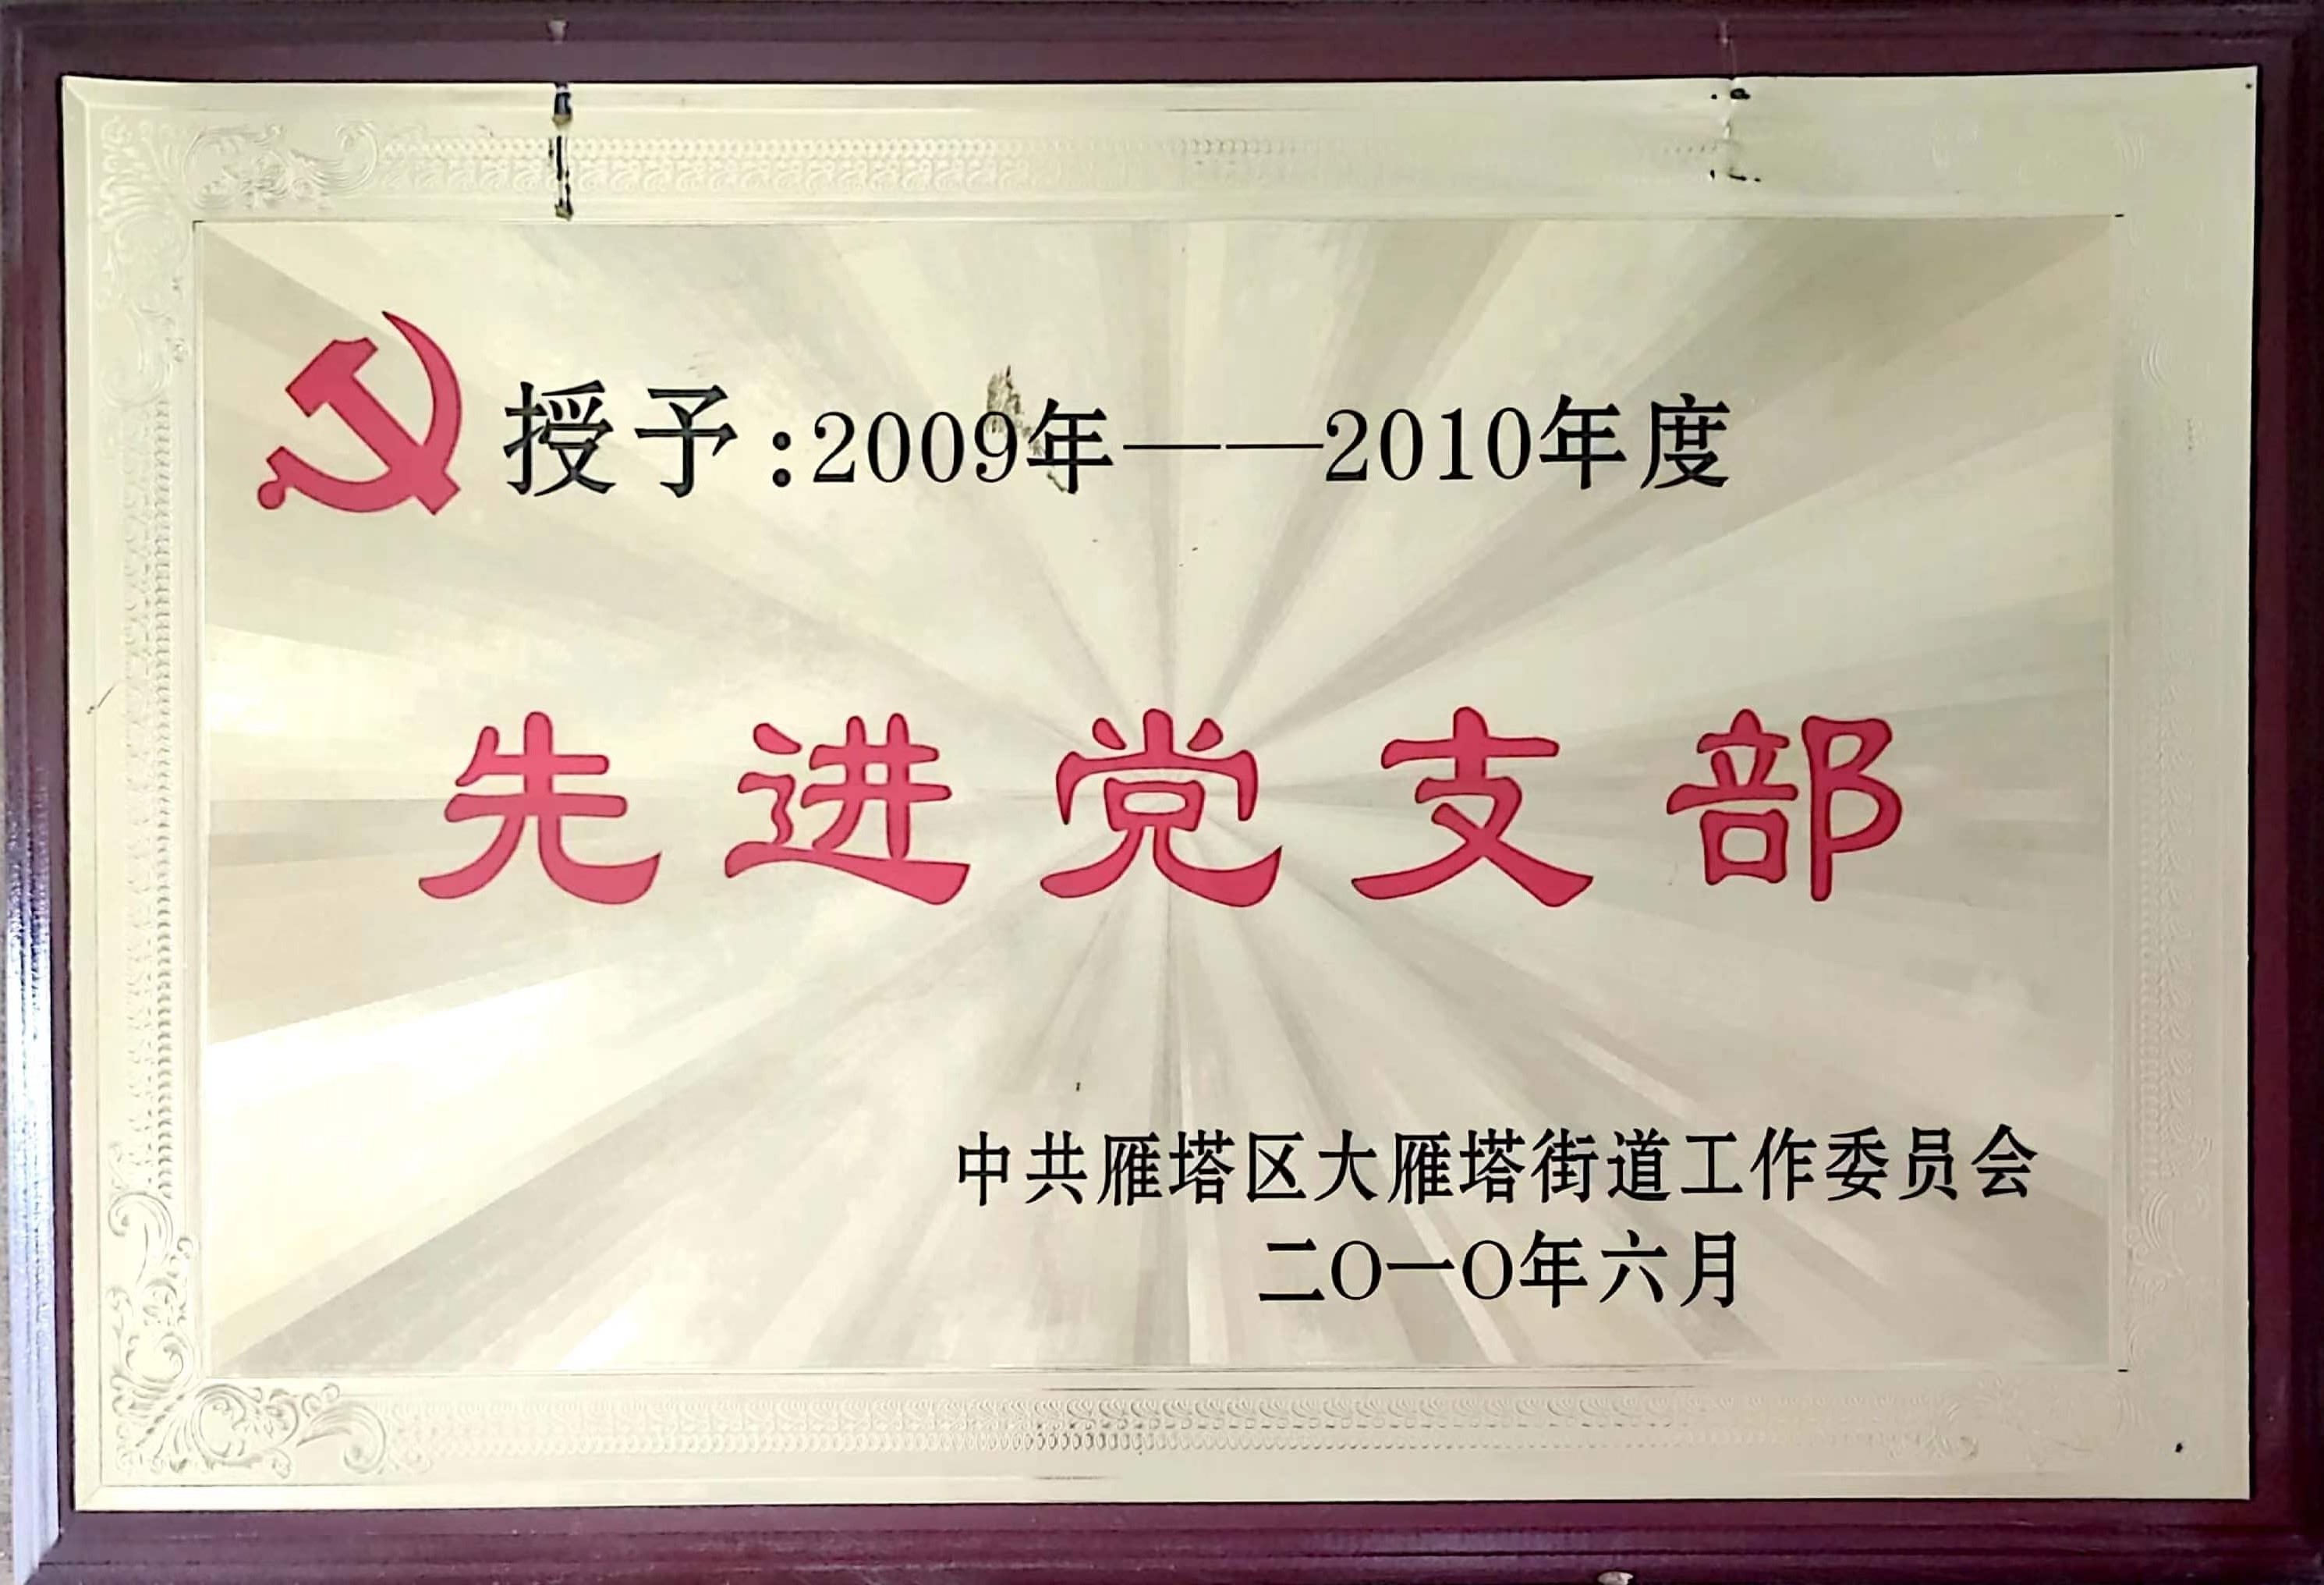 授予:2009年——2010年度
先进党支部
中共雁塔区大雁塔街道工作委员会
二〇一〇年六月